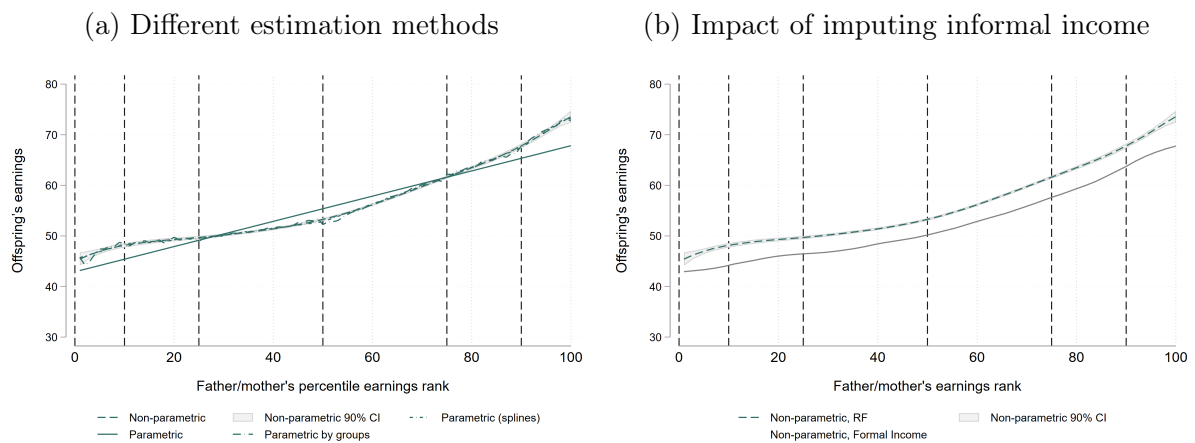 (a) Different estimation methods
80
70
60
50
40
30
Offspring's earnings
0 20 40 60 80 100
Father/mother's percentile earnings rank
Non-parametric Non-parametric 90% CI Parametric (splines)
Parametric Parametric by groups
(b) Impact of imputing informal income
80
70
60
50
40
30
Offspring's earnings
0 20 40 60 80 100
Father/mother's earnings rank
Non-parametric, RF Non-parametric 90% CI
Non-parametric, Formal Income